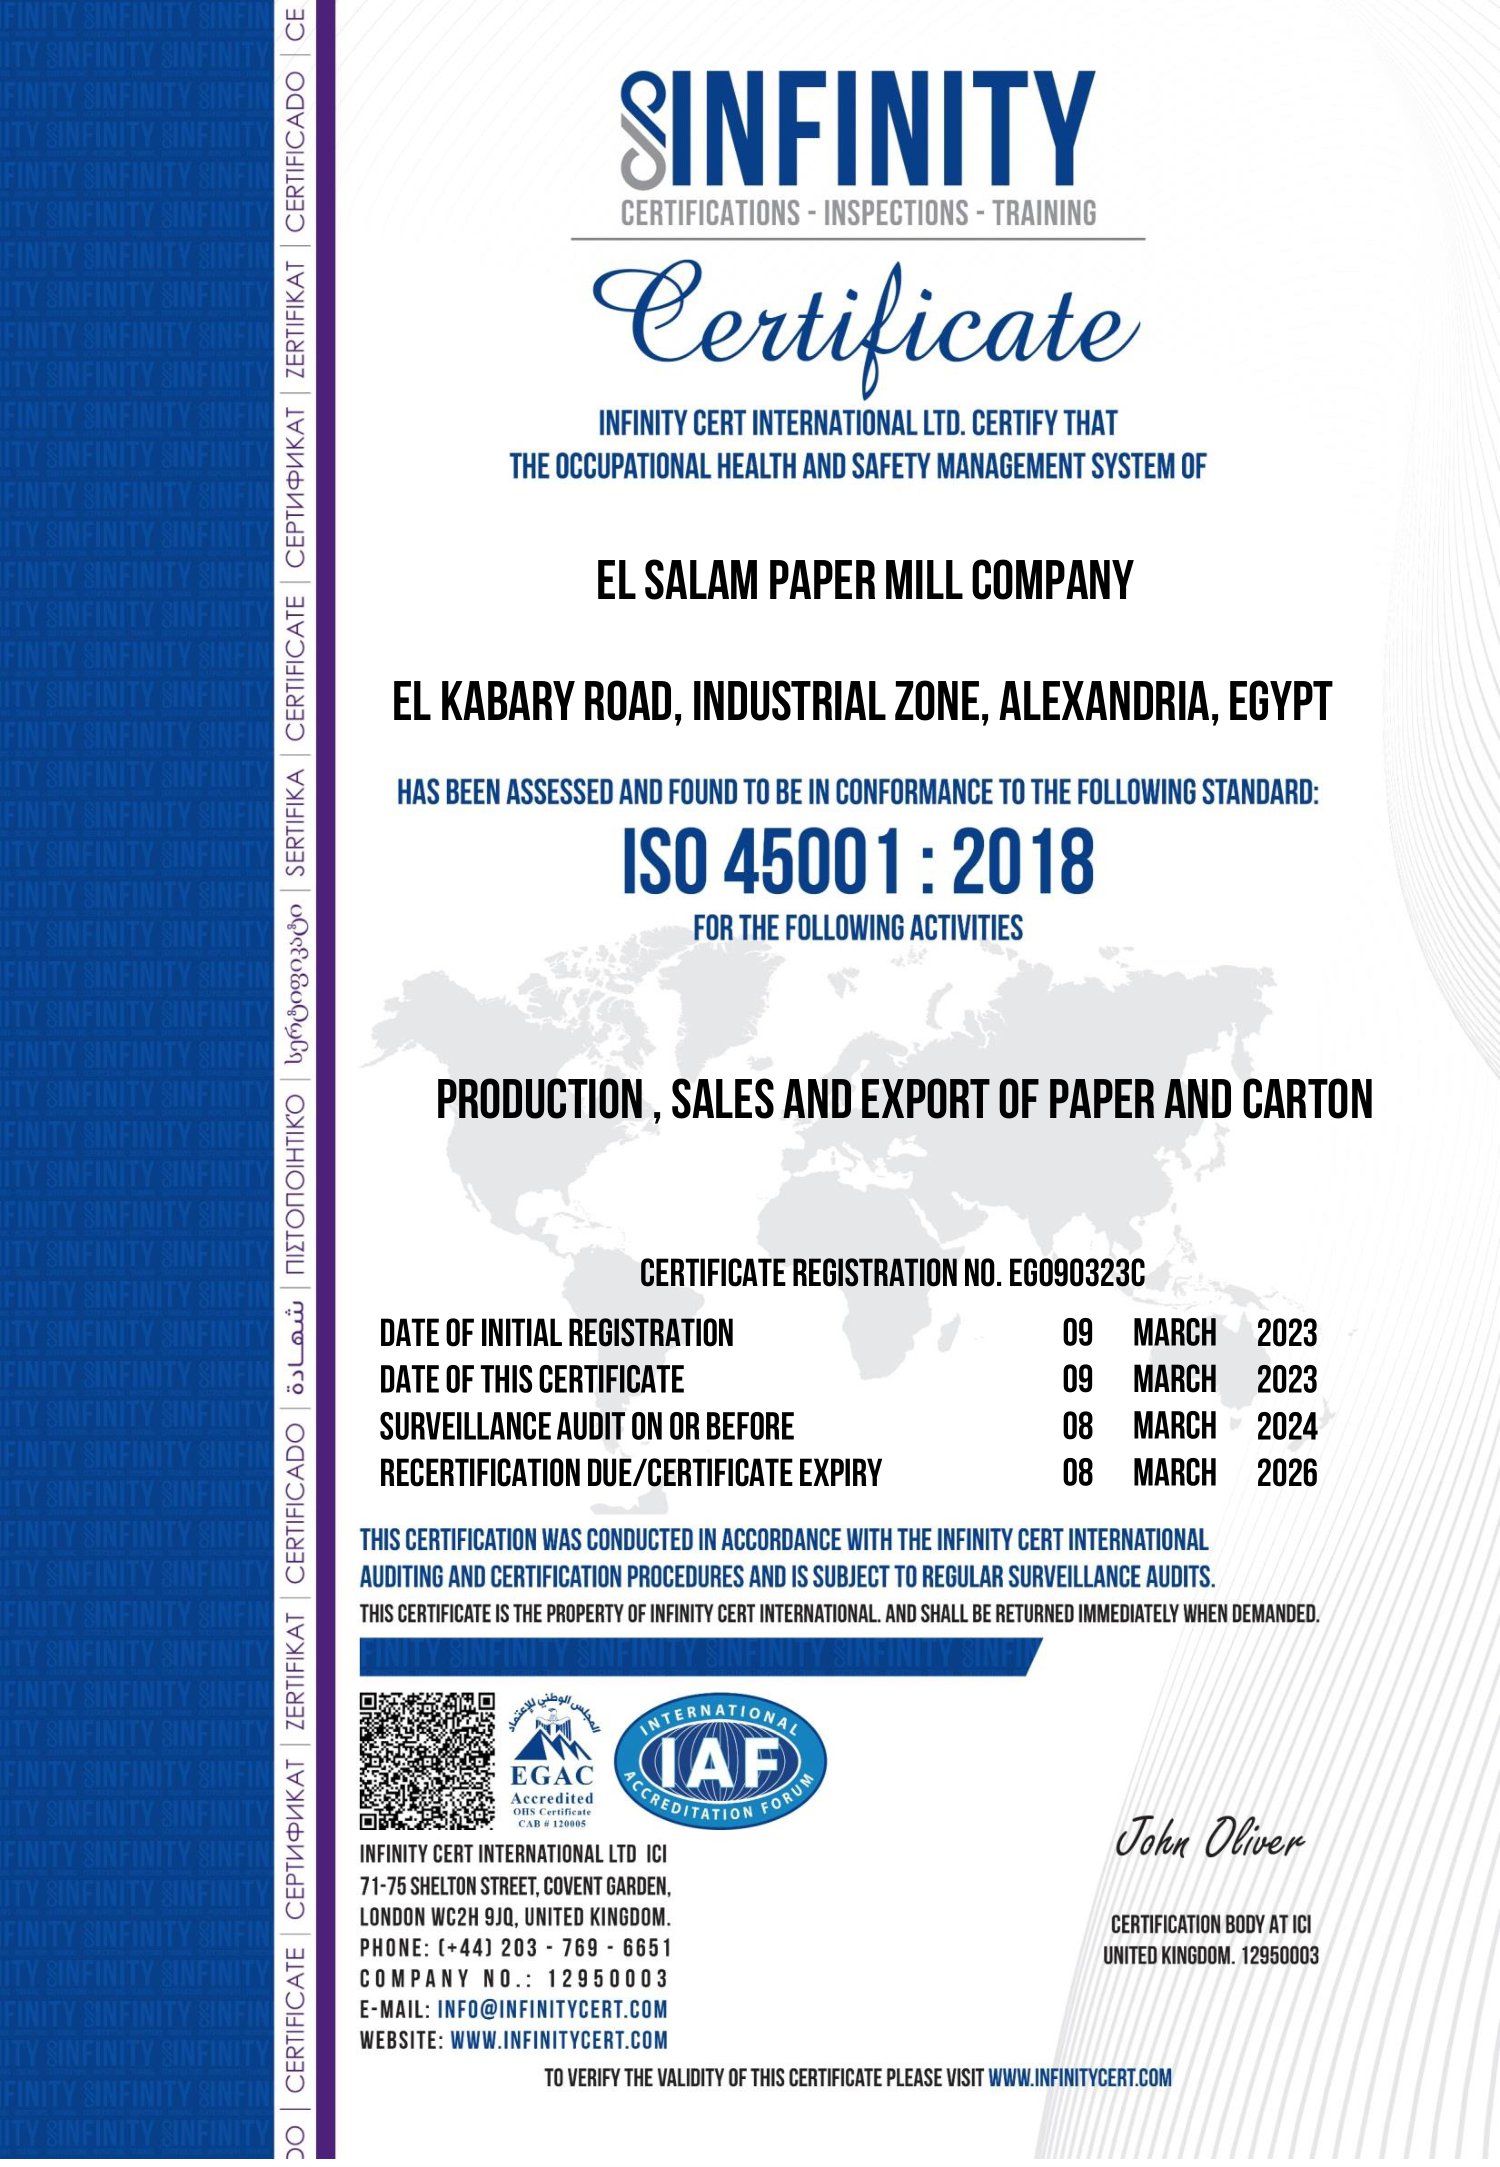 INFINITY
CERTIFICATIONS - INSPECTIONS - TRAINING
Certificate
INFINITY CERT INTERNATIONAL LTD. CERTIFY THAT
THE OCCUPATIONAL HEALTH AND SAFETY MANAGEMENT SYSTEM OF
EL SALAM PAPER MILL COMPANY
EL KABARY ROAD, INDUSTRIAL ZONE, ALEXANDRIA, EGYPT
HAS BEEN ASSESSED AND FOUND TO BE IN CONFORMANCE TO THE FOLLOWING STANDARD:
ISO 45001 : 2018
FOR THE FOLLOWING ACTIVITIES
PRODUCTION , SALES AND EXPORT OF PAPER AND CARTON
CERTIFICATE REGISTRATION NO. EG090323C
DATE OF INITIAL REGISTRATION 09 MARCH 2023
DATE OF THIS CERTIFICATE 09 MARCH 2023
SURVEILLANCE AUDIT ON OR BEFORE 08 MARCH 2024
RECERTIFICATION DUE/CERTIFICATE EXPIRY 08 MARCH 2026
THIS CERTIFICATION WAS CONDUCTED IN ACCORDANCE WITH THE INFINITY CERT INTERNATIONAL
AUDITING AND CERTIFICATION PROCEDURES AND IS SUBJECT TO REGULAR SURVEILLANCE AUDITS.
THIS CERTIFICATE IS THE PROPERTY OF INFINITY CERT INTERNATIONAL. AND SHALL BE RETURNED IMMEDIATELY WHEN DEMANDED.
FINITY INFINITY INFINITY INFINITY INFINITY INFI
المجلس الوطني للإعتماد
EGAC
Accredited
OHS Certificate
CAB # 120005
INTERNATIONAL
IAF
ACCREDITATION FORUM
INFINITY CERT INTERNATIONAL LTD ICI
71-75 SHELTON STREET, COVENT GARDEN,
LONDON WC2H 9JQ, UNITED KINGDOM.
PHONE: (+44) 203 - 769 - 6651
COMPANY NO.: 12950003
E-MAIL: INFO@INFINITYCERT.COM
WEBSITE: WWW.INFINITYCERT.COM
John Oliver
CERTIFICATION BODY AT ICI
UNITED KINGDOM. 12950003
TO VERIFY THE VALIDITY OF THIS CERTIFICATE PLEASE VISIT WWW.INFINITYCERT.COM
DO | CERTIFICATE | СЕРТИФИКАТ | ZERTIFIKAT | CERTIFICADO | شهادة | ΠΙΣΤΟΠΟΙΗΤΙΚΟ | სერტიფიკატი | SERTIFIKA | CERTIFICATE | СЕРТИФИКАТ | ZERTIFIKAT | CERTIFICADO | CE